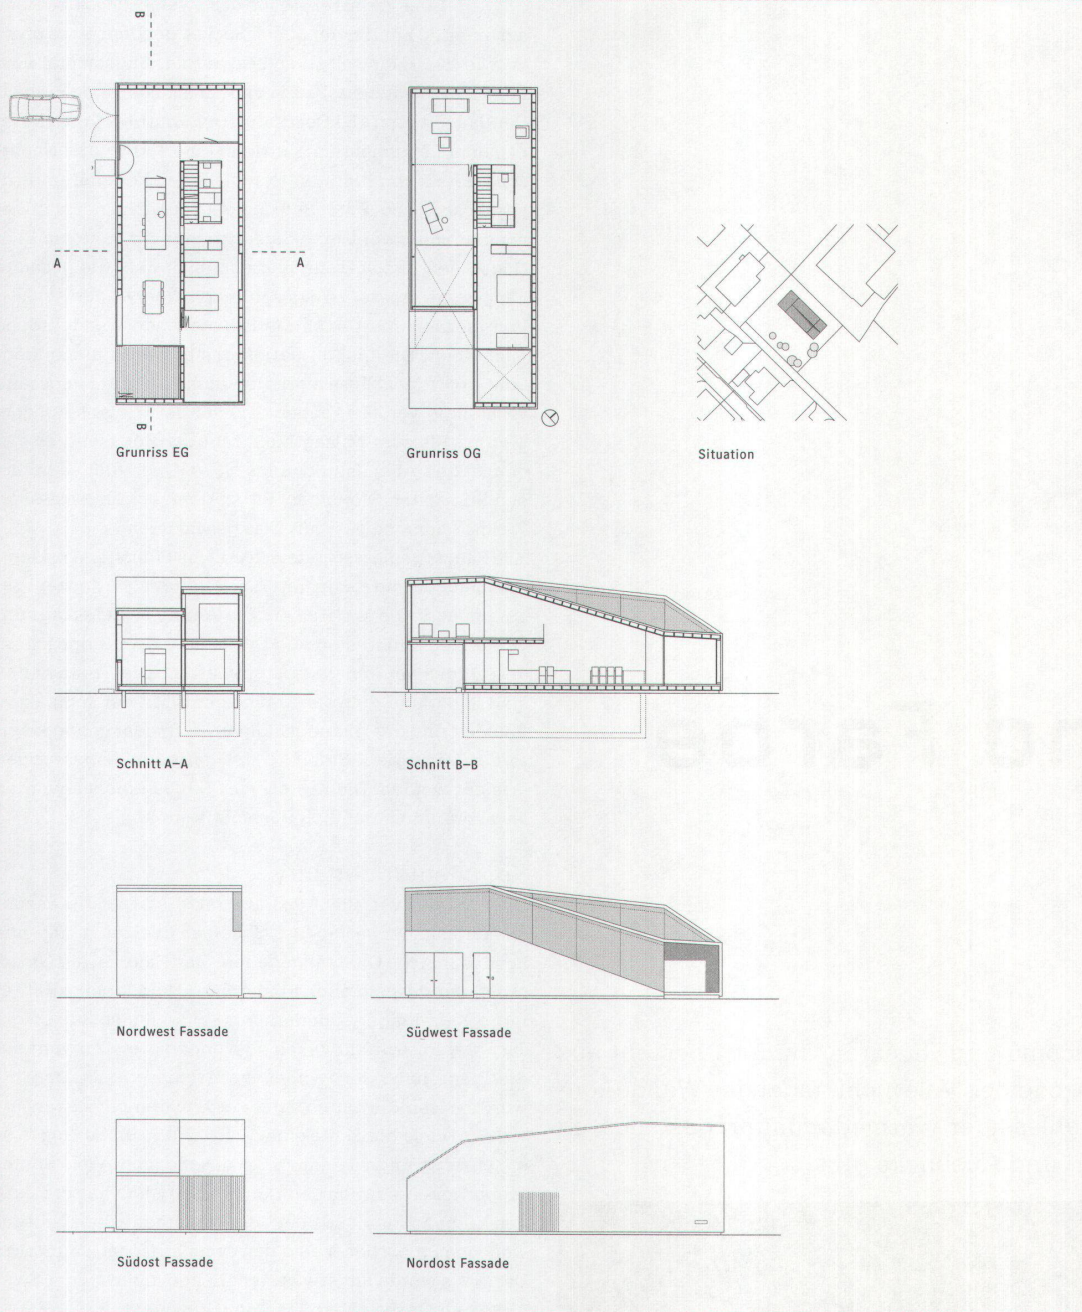 B
A
A
B
Grunriss EG
Grunriss OG
Situation
Schnitt A–A
Schnitt B–B
Nordwest Fassade
Südwest Fassade
Südost Fassade
Nordost Fassade